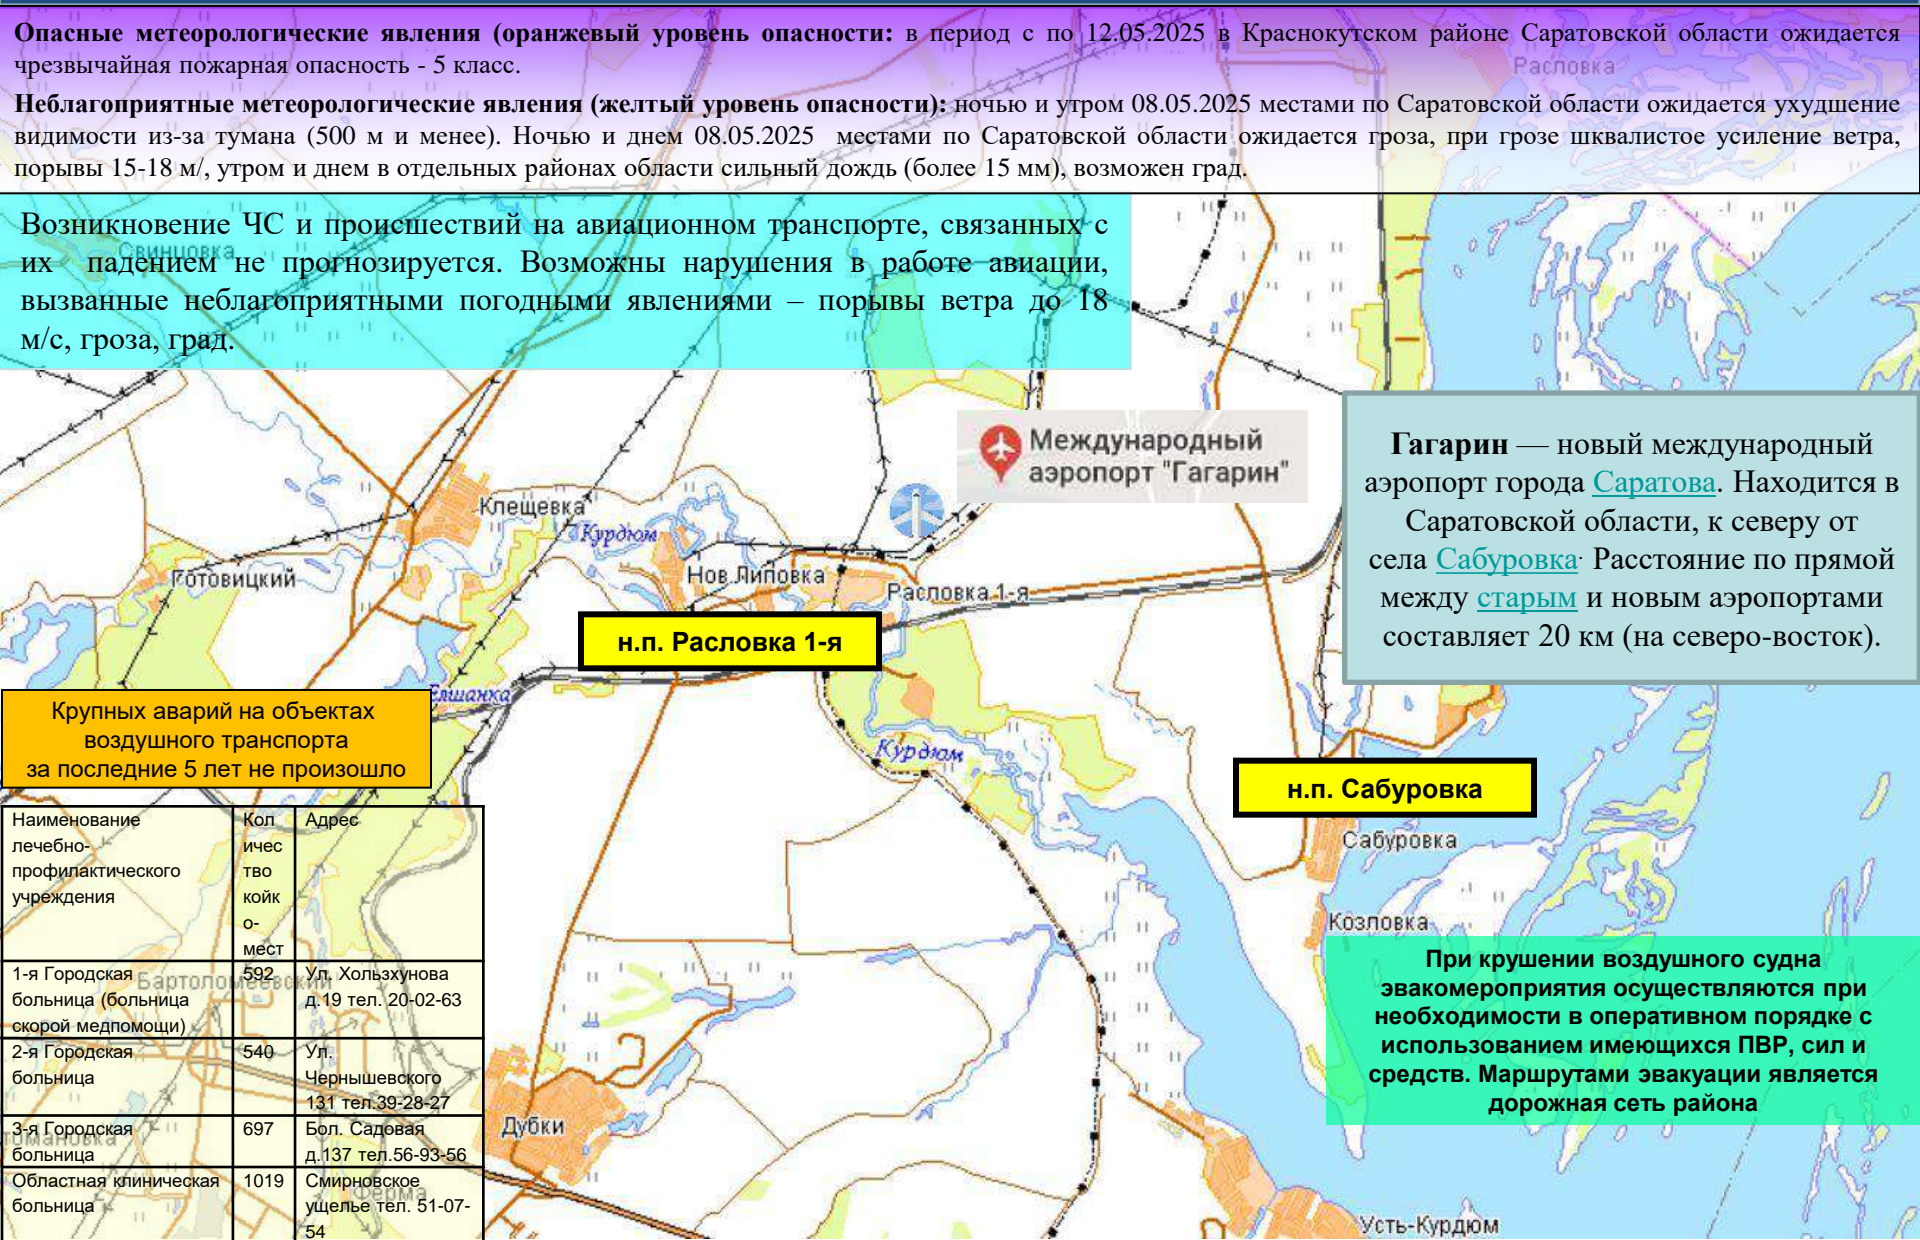 Опасные метеорологические явления (оранжевый уровень опасности: в период с по 12.05.2025 в Краснокутском районе Саратовской области ожидается
чрезвычайная пожарная опасность - 5 класс.
Расловка
Неблагоприятные метеорологические явления (желтый уровень опасности): ночью и утром 08.05.2025 местами по Саратовской области ожидается ухудшение
видимости из-за тумана (500 м и менее). Ночью и днем 08.05.2025 местами по Саратовской области ожидается гроза, при грозе шквалистое усиление ветра,
порывы 15-18 м/, утром и днем в отдельных районах области сильный дождь (более 15 мм), возможен град.
Возникновение ЧС и происшествий на авиационном транспорте, связанных с
их падением не прогнозируется. Возможны нарушения в работе авиации,
вызванные неблагоприятными погодными явлениями – порывы ветра до 18
м/с, гроза, град.
Свинцовка
Международный
аэропорт "Гагарин"
Гагарин — новый международный
аэропорт города Саратова. Находится в
Саратовской области, к северу от
села Сабуровка. Расстояние по прямой
между старым и новым аэропортами
составляет 20 км (на северо-восток).
Клещевка
Курдюм
Готовицкий
Нов.Липовка
Расловка 1-я
н.п. Расловка 1-я
Елшанка
Крупных аварий на объектах
воздушного транспорта
за последние 5 лет не произошло
Курдюм
н.п. Сабуровка
Сабуровка
Козловка
Наименование
лечебно-
профилактического
учреждения
Кол
ичес
тво
койк
о-
мест
Адрес
1-я Городская
больница (больница
скорой медпомощи)
592
Ул. Хользхунова
д.19 тел. 20-02-63
Бартоломеевский
2-я Городская
больница
540
Ул.
Чернышевского
131 тел.39-28-27
3-я Городская
больница
697
Бол. Садовая
д.137 тел.56-93-56
Областная клиническая
больница
1019
Смирновское
ущелье тел. 51-07-
54
Ферма
Дубки
При крушении воздушного судна
эвакомероприятия осуществляются при
необходимости в оперативном порядке с
использованием имеющихся ПВР, сил и
средств. Маршрутами эвакуации является
дорожная сеть района
Усть-Курдюм